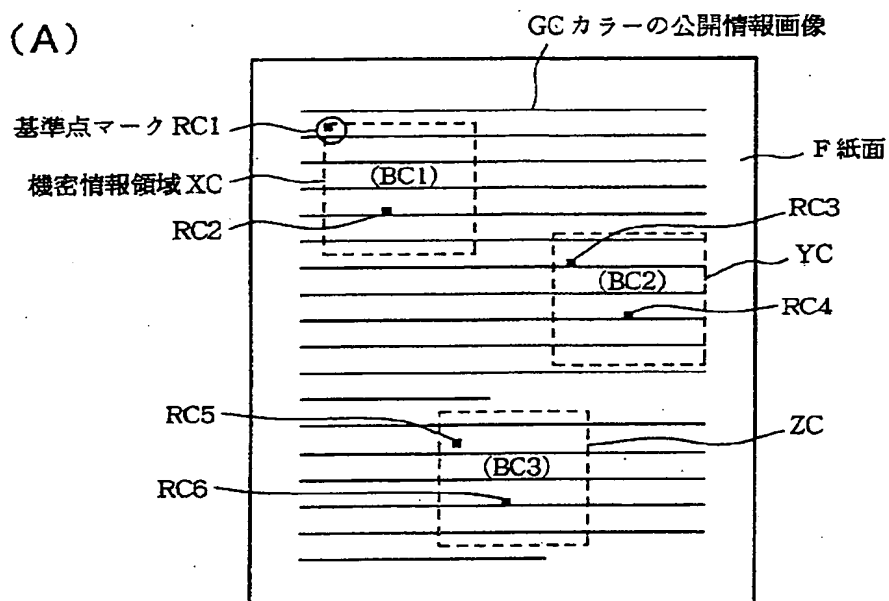 (A)
GCカラーの公開情報画像
基準点マークRC1
F紙面
機密情報領域XC
(BC1)
RC2
RC3
YC
(BC2)
RC4
RC5
ZC
(BC3)
RC6